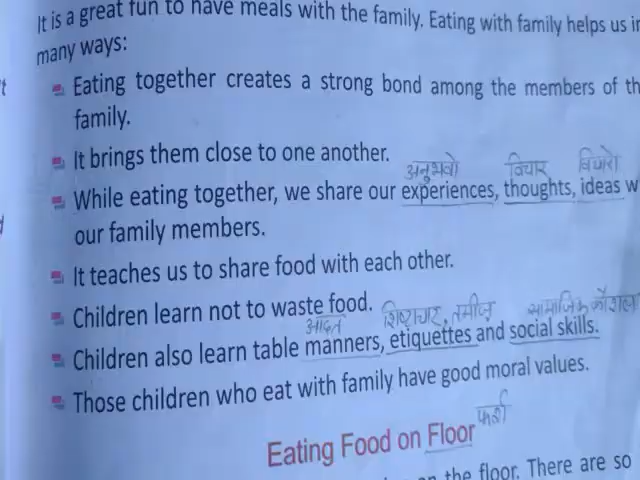 It is a great fun to have meals with the family. Eating with family helps us in
many ways:
Eating together creates a strong bond among the members of th
family.
It brings them close to one another.
अनुभवो विचार विचारो
While eating together, we share our experiences, thoughts, ideas w
our family members.
It teaches us to share food with each other.
Children learn not to waste food.
आदत शिष्टाचार, तमीज सामाजिक कौशल
Children also learn table manners, etiquettes and social skills.
Those children who eat with family have good moral values.
फर्श
Eating Food on Floor
on the floor. There are so